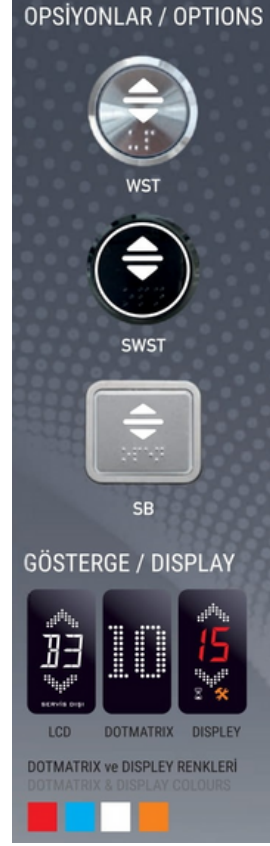 OPSİYONLAR / OPTIONS
WST
SWST
SB
GÖSTERGE / DISPLAY
B3
SERVİS DIŞI
10
15
LCD DOTMATRIX DISPLEY
DOTMATRIX ve DISPLEY RENKLERİ
DOTMATRIX & DISPLAY COLOURS